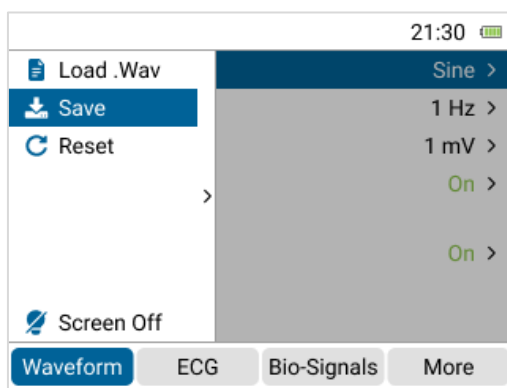 21:30
Load .Wav
Sine >
Save
1 Hz >
Reset
1 mV >
On >
>
On >
Screen Off
Waveform ECG Bio-Signals More